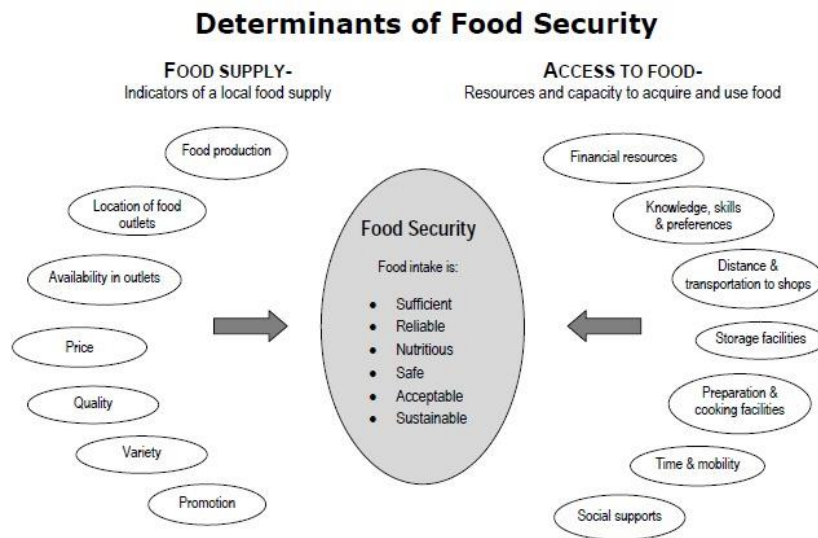 Determinants of Food Security
FOOD SUPPLY-
Indicators of a local food supply
Food production
Location of food
outlets
Availability in outlets
Price
Quality
Variety
Promotion
Food Security
Food intake is:
• Sufficient
• Reliable
• Nutritious
• Safe
• Acceptable
• Sustainable
ACCESS TO FOOD-
Resources and capacity to acquire and use food
Financial resources
Knowledge, skills
& preferences
Distance &
transportation to shops
Storage facilities
Preparation &
cooking facilities
Time & mobility
Social supports